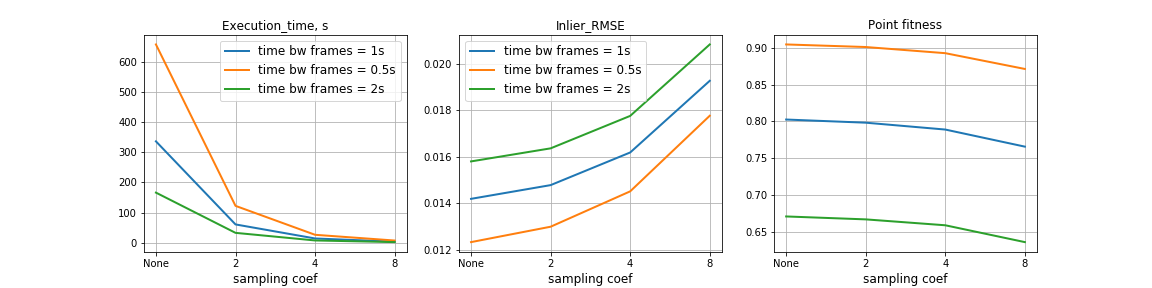 Execution_time, s
time bw frames = 1s
time bw frames = 0.5s
time bw frames = 2s
600
500
400
300
200
100
0
None 2 4 8
sampling coef
Inlier_RMSE
time bw frames = 1s
time bw frames = 0.5s
time bw frames = 2s
0.020
0.018
0.016
0.014
0.012
None 2 4 8
sampling coef
Point fitness
0.90
0.85
0.80
0.75
0.70
0.65
None 2 4 8
sampling coef